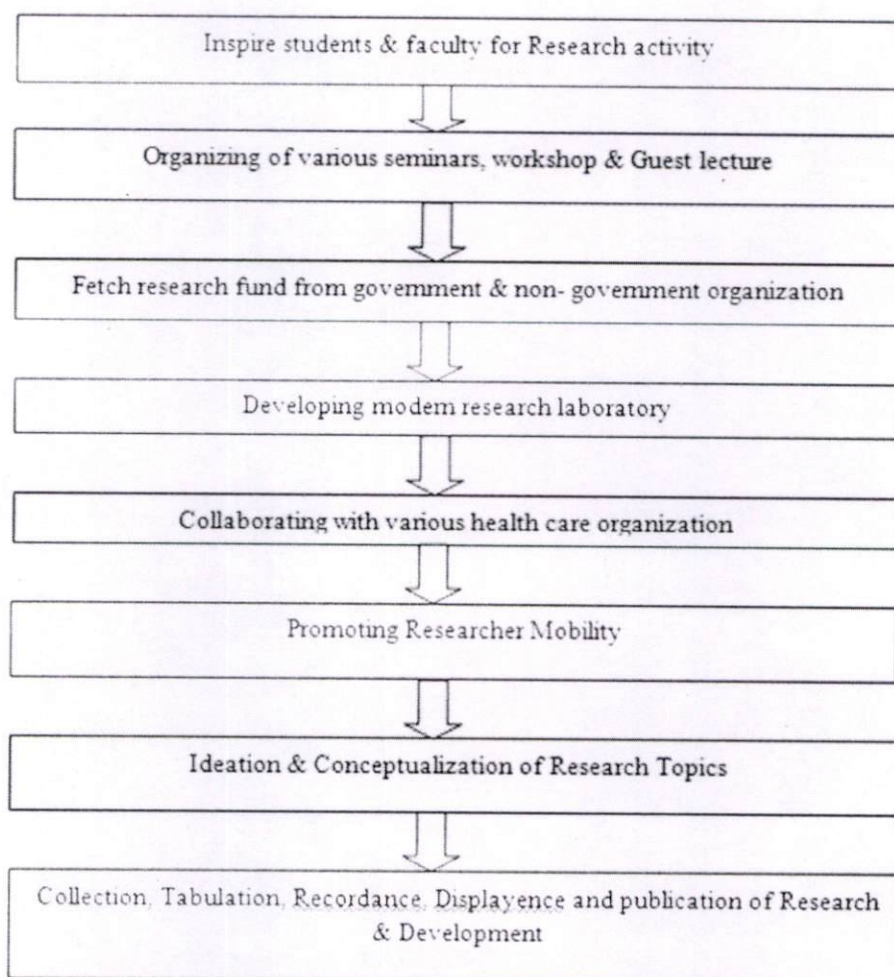 Inspire students & faculty for Research activity
Organizing of various seminars, workshop & Guest lecture
Fetch research fund from government & non- government organization
Developing modem research laboratory
Collaborating with various health care organization
Promoting Researcher Mobility
Ideation & Conceptualization of Research Topics
Collection, Tabulation, Recordance, Displayence and publication of Research
& Development